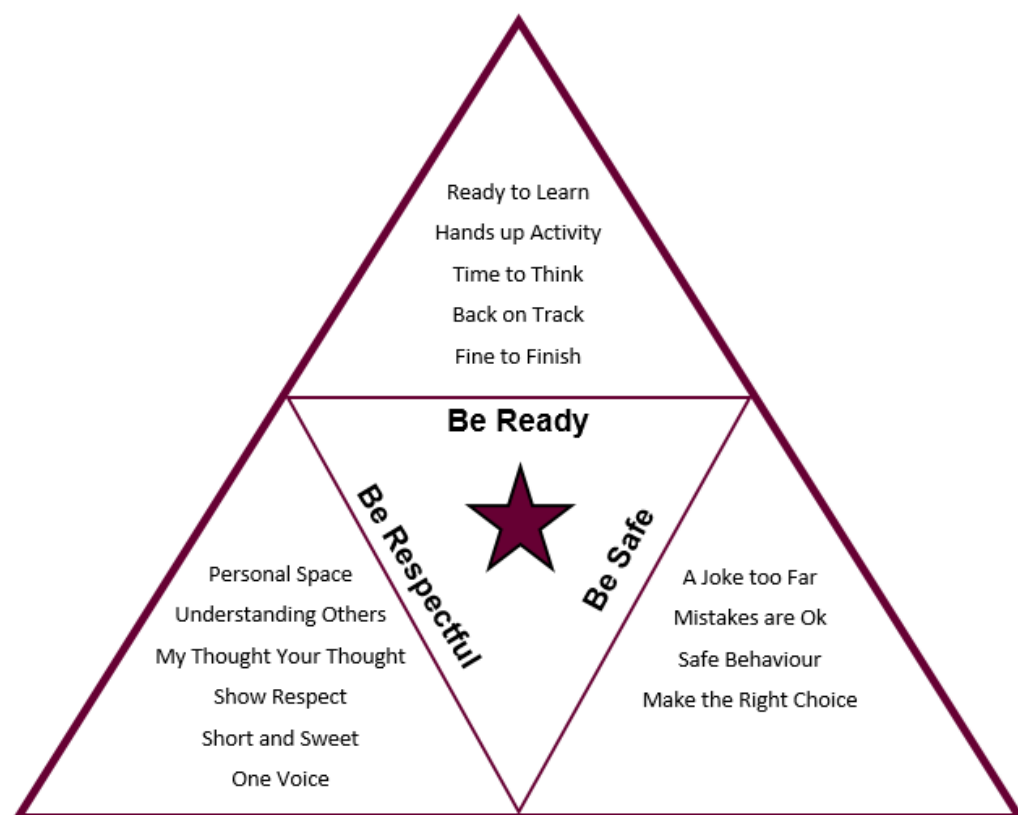 Ready to Learn
Hands up Activity
Time to Think
Back on Track
Fine to Finish
Be Ready
Be Respectful
Be Safe
Personal Space
Understanding Others
My Thought Your Thought
Show Respect
Short and Sweet
One Voice
A Joke too Far
Mistakes are Ok
Safe Behaviour
Make the Right Choice